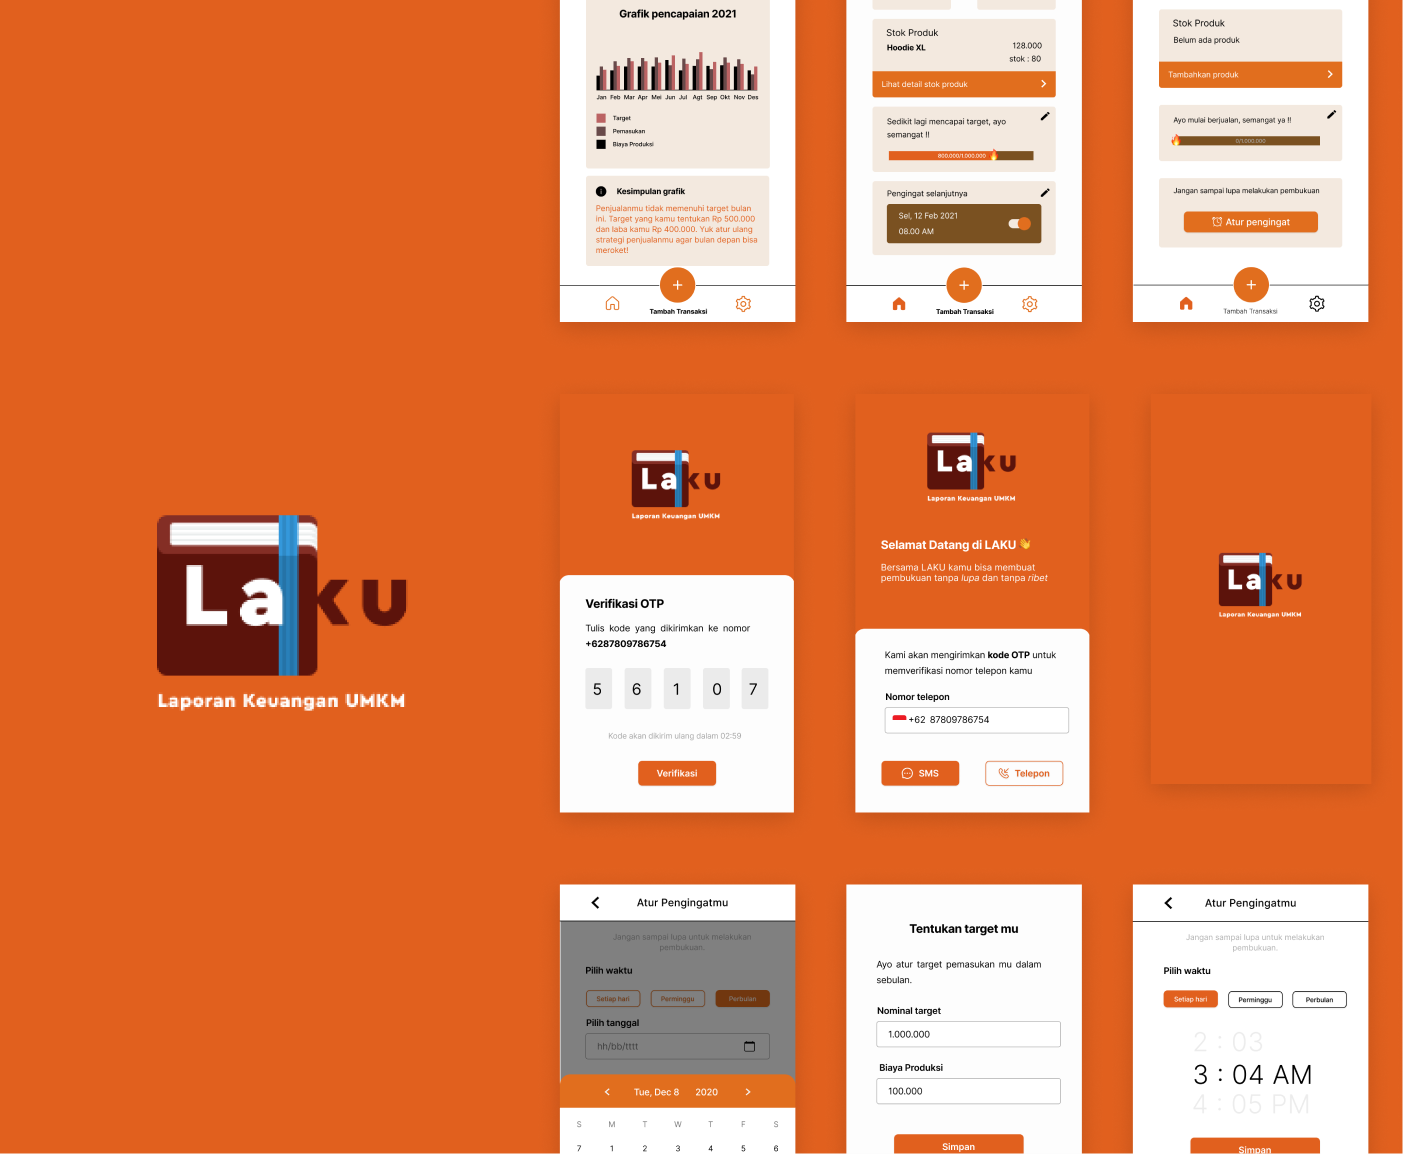 Grafik pencapaian 2021
Jan Feb Mar Apr Mei Jun Jul Agt Sep Okt Nov Des
Target
Pemasukan
Biaya Produksi
Kesimpulan grafik
Penjualanmu tidak memenuhi target bulan
ini. Target yang kamu tentukan Rp 500.000
dan laba kamu Rp 400.000. Yuk atur ulang
strategi penjualanmu agar bulan depan bisa
meroket!
Tambah Transaksi
Stok Produk
Hoodie XL
128.000
stok : 80
Lihat detail stok produk
Sedikit lagi mencapai target, ayo
semangat !!
800.000/1.000.000
Pengingat selanjutnya
Sel, 12 Feb 2021
08.00 AM
Tambah Transaksi
Stok Produk
Belum ada produk
Tambahkan produk
Ayo mulai berjualan, semangat ya !!
0/1.000.000
Jangan sampai lupa melakukan pembukuan
Atur pengingat
Tambah Transaksi
Laku
Laporan Keuangan UMKM
Laku
Laporan Keuangan UMKM
Verifikasi OTP
Tulis kode yang dikirimkan ke nomor
+6287809786754
5 6 1 0 7
Kode akan dikirim ulang dalam 02:59
Verifikasi
Laku
Laporan Keuangan UMKM
Selamat Datang di LAKU 👋
Bersama LAKU kamu bisa membuat
pembukuan tanpa lupa dan tanpa ribet
Kami akan mengirimkan kode OTP untuk
memverifikasi nomor telepon kamu
Nomor telepon
+62 87809786754
SMS
Telepon
Laku
Laporan Keuangan UMKM
Atur Pengingatmu
Jangan sampai lupa untuk melakukan
pembukuan.
Pilih waktu
Setiap hari
Perminggu
Perbulan
Pilih tanggal
hh/bb/tttt
Tue, Dec 8 2020
S M T W T F S
7 1 2 3 4 5 6
Tentukan target mu
Ayo atur target pemasukan mu dalam
sebulan.
Nominal target
1.000.000
Biaya Produksi
100.000
Simpan
Atur Pengingatmu
Jangan sampai lupa untuk melakukan
pembukuan.
Pilih waktu
Setiap hari
Perminggu
Perbulan
2 : 03
3 : 04 AM
4 : 05 PM
Simpan